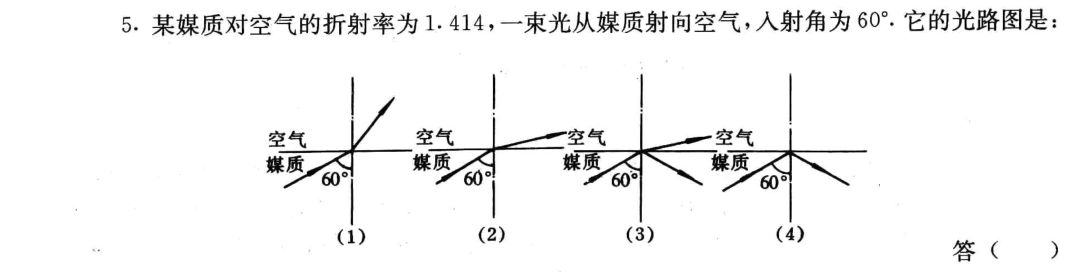 5. 某媒质对空气的折射率为1.414,一束光从媒质射向空气,入射角为60°.它的光路图是:
空气 空气 空气 空气
媒质 媒质 媒质 媒质
60° 60° 60° 60°
(1) (2) (3) (4)
答( )